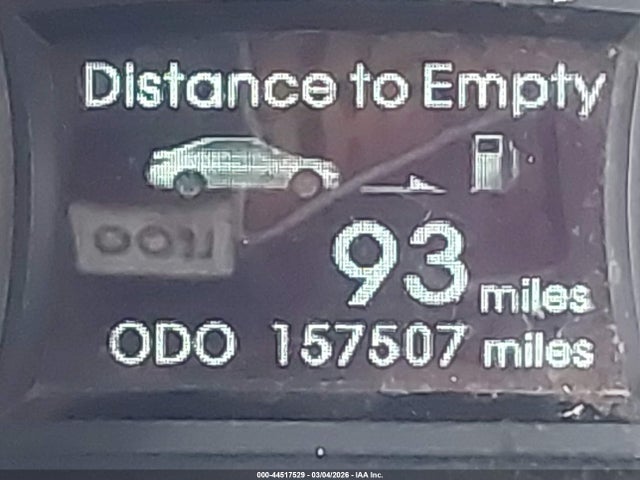 Distance to Empty
93 miles
ODO 157507 miles
000-44517529 - 03/04/2026 - IAA Inc.